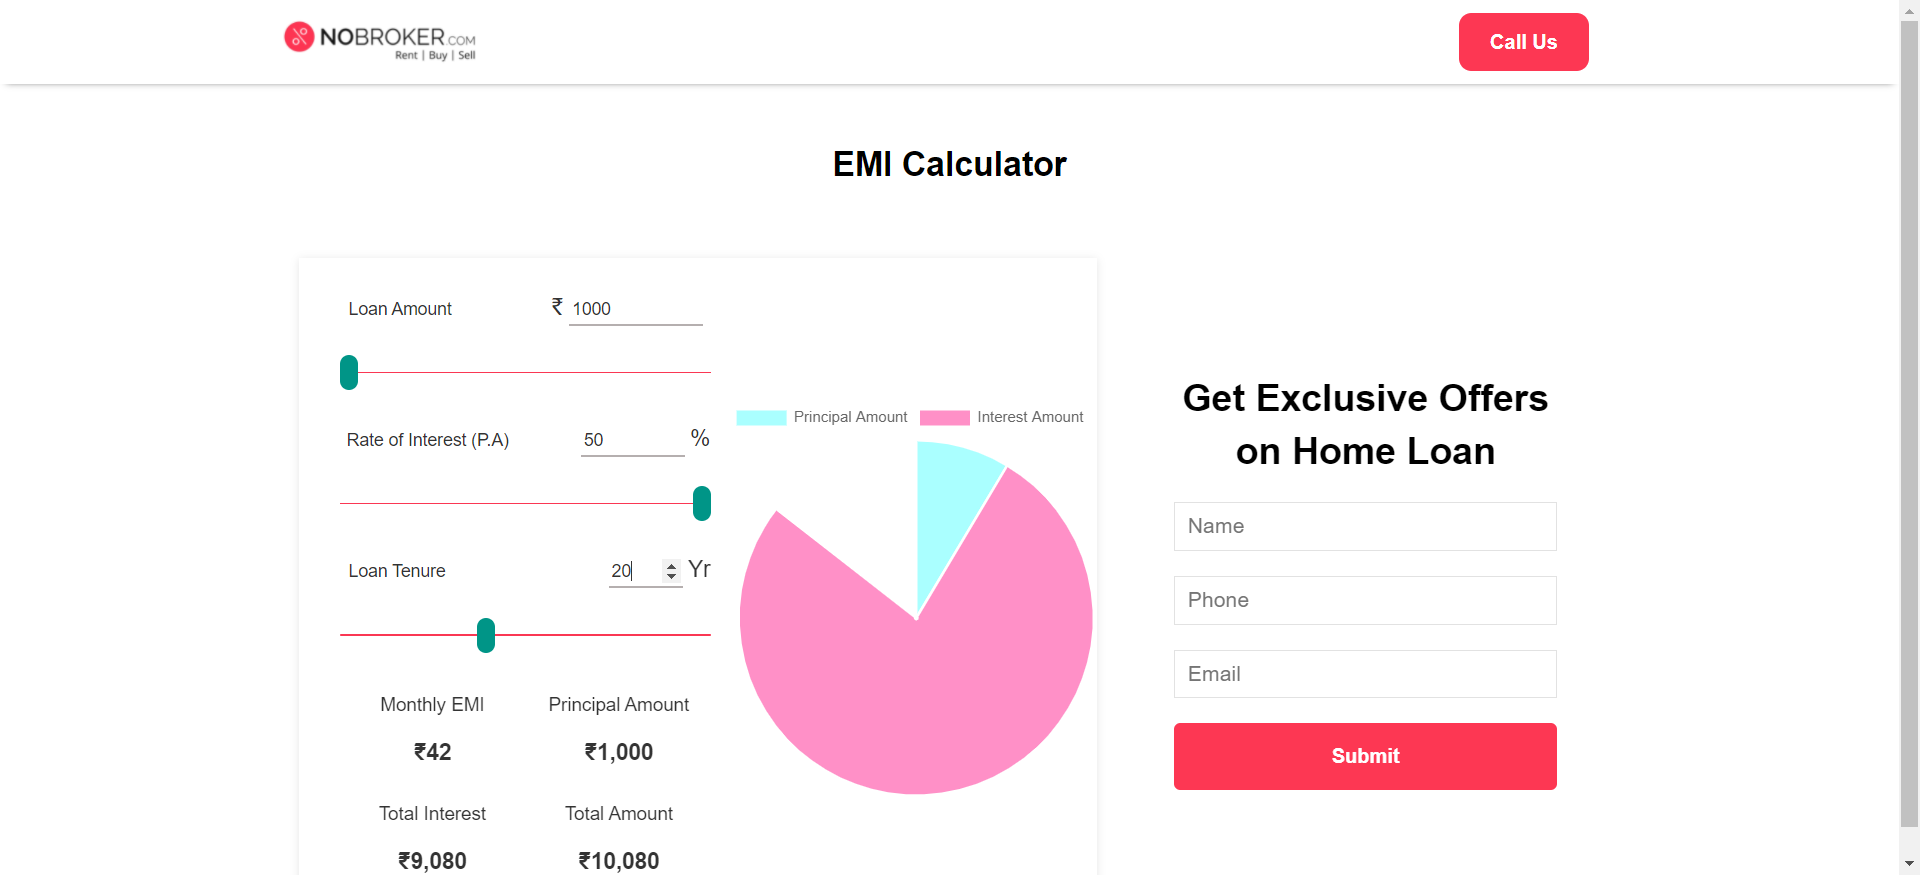 NOBROKER.COM
Rent | Buy | Sell
Call Us
EMI Calculator
Loan Amount ₹ 1000
Rate of Interest (P.A) 50 %
Loan Tenure 20 Yr
Monthly EMI Principal Amount
₹42 ₹1,000
Total Interest Total Amount
₹9,080 ₹10,080
Principal Amount Interest Amount
Get Exclusive Offers
on Home Loan
Name
Phone
Email
Submit